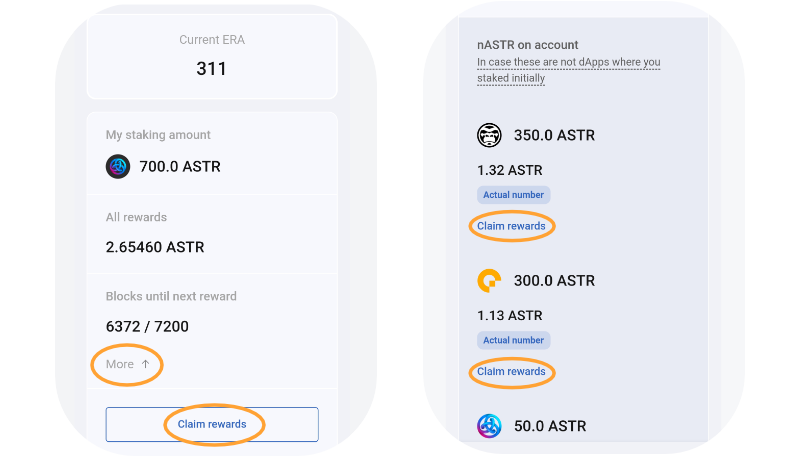 Current ERA
311
My staking amount
700.0 ASTR
All rewards
2.65460 ASTR
Blocks until next reward
6372 / 7200
More ↑
Claim rewards
nASTR on account
In case these are not dApps where you
staked initially
350.0 ASTR
1.32 ASTR
Actual number
Claim rewards
300.0 ASTR
1.13 ASTR
Actual number
Claim rewards
50.0 ASTR